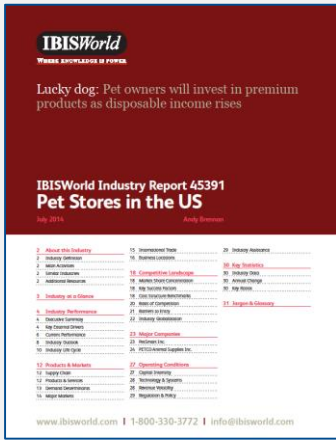 IBISWorld
WHERE KNOWLEDGE IS POWER
Lucky dog: Pet owners will invest in premium
products as disposable income rises
IBISWorld Industry Report 45391
Pet Stores in the US
July 2014 Andy Brennan
2 About this Industry
2 Industry Definition
2 Main Activities
2 Similar Industries
2 Additional Resources
3 Industry at a Glance
4 Industry Performance
4 Executive Summary
4 Key External Drivers
6 Current Performance
8 Industry Outlook
10 Industry Life Cycle
12 Products & Markets
12 Supply Chain
12 Products & Services
13 Demand Determinants
14 Major Markets
15 International Trade
16 Business Locations
18 Competitive Landscape
18 Market Share Concentration
18 Key Success Factors
18 Cost Structure Benchmarks
20 Basis of Competition
21 Barriers to Entry
22 Industry Globalization
23 Major Companies
23 PetSmart Inc.
24 PETCO Animal Supplies Inc.
27 Operating Conditions
27 Capital Intensity
28 Technology & Systems
28 Revenue Volatility
29 Regulation & Policy
29 Industry Assistance
30 Key Statistics
30 Industry Data
30 Annual Change
30 Key Ratios
31 Jargon & Glossary
www.ibisworld.com | 1-800-330-3772 | info@ibisworld.com